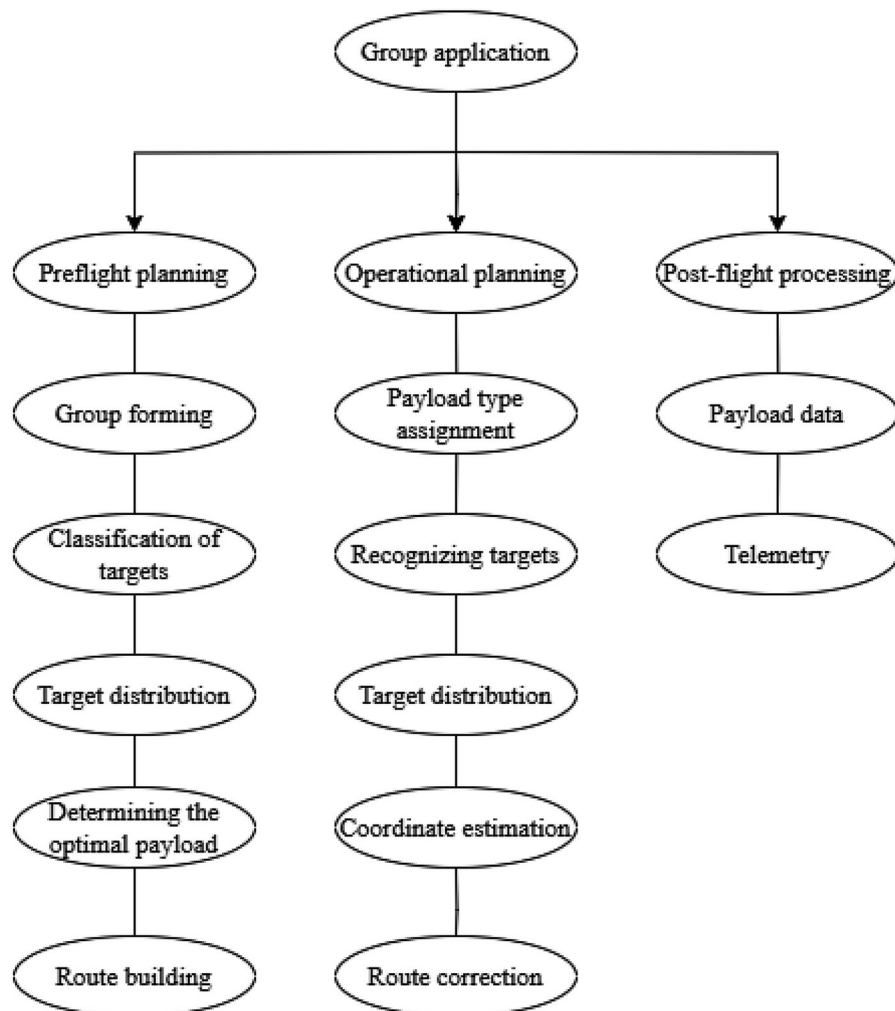 Group application
Preflight planning
Operational planning
Post-flight processing
Group forming
Payload type
assignment
Payload data
Classification of
targets
Recognizing targets
Telemetry
Target distribution
Target distribution
Determining the
optimal payload
Coordinate estimation
Route building
Route correction